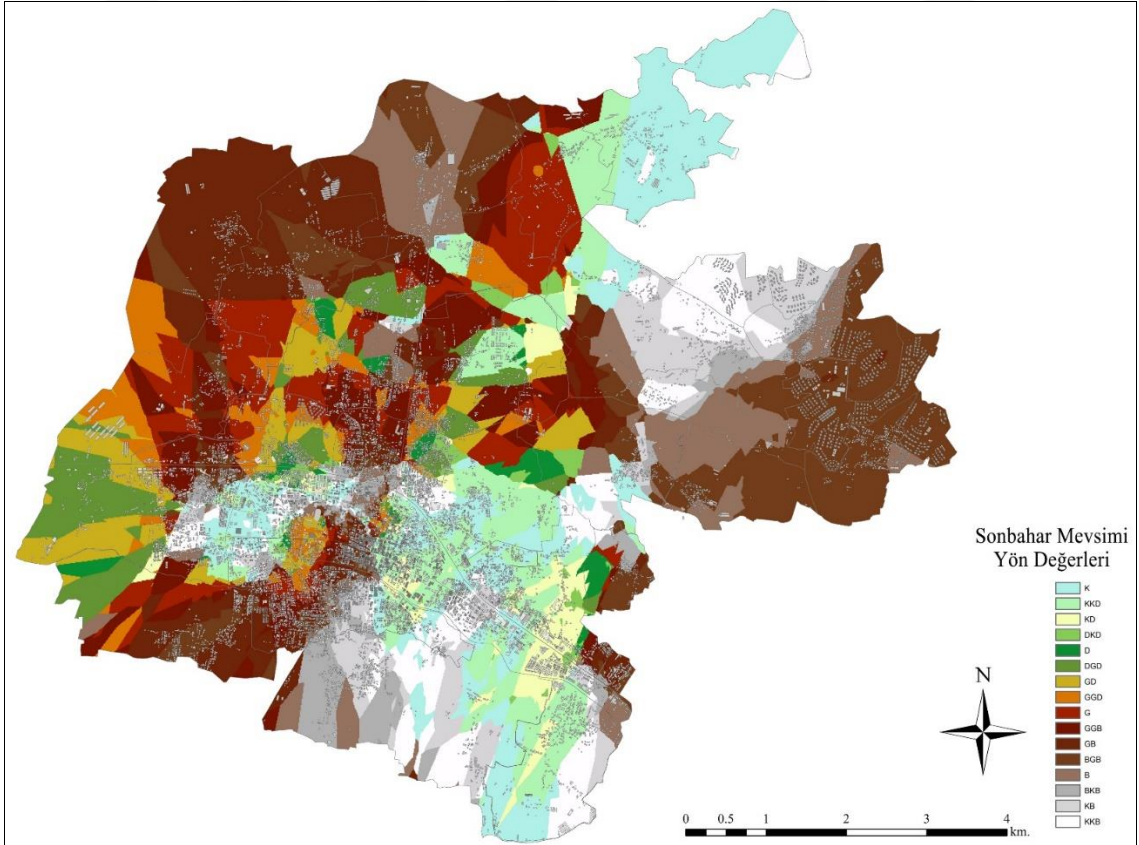 Sonbahar Mevsimi
Yön Değerleri
K
KKD
KD
DKD
D
DGD
GD
GGD
G
GGB
GB
BGB
B
BKB
KB
KKB
N
0 0.5 1 2 3 4
km.